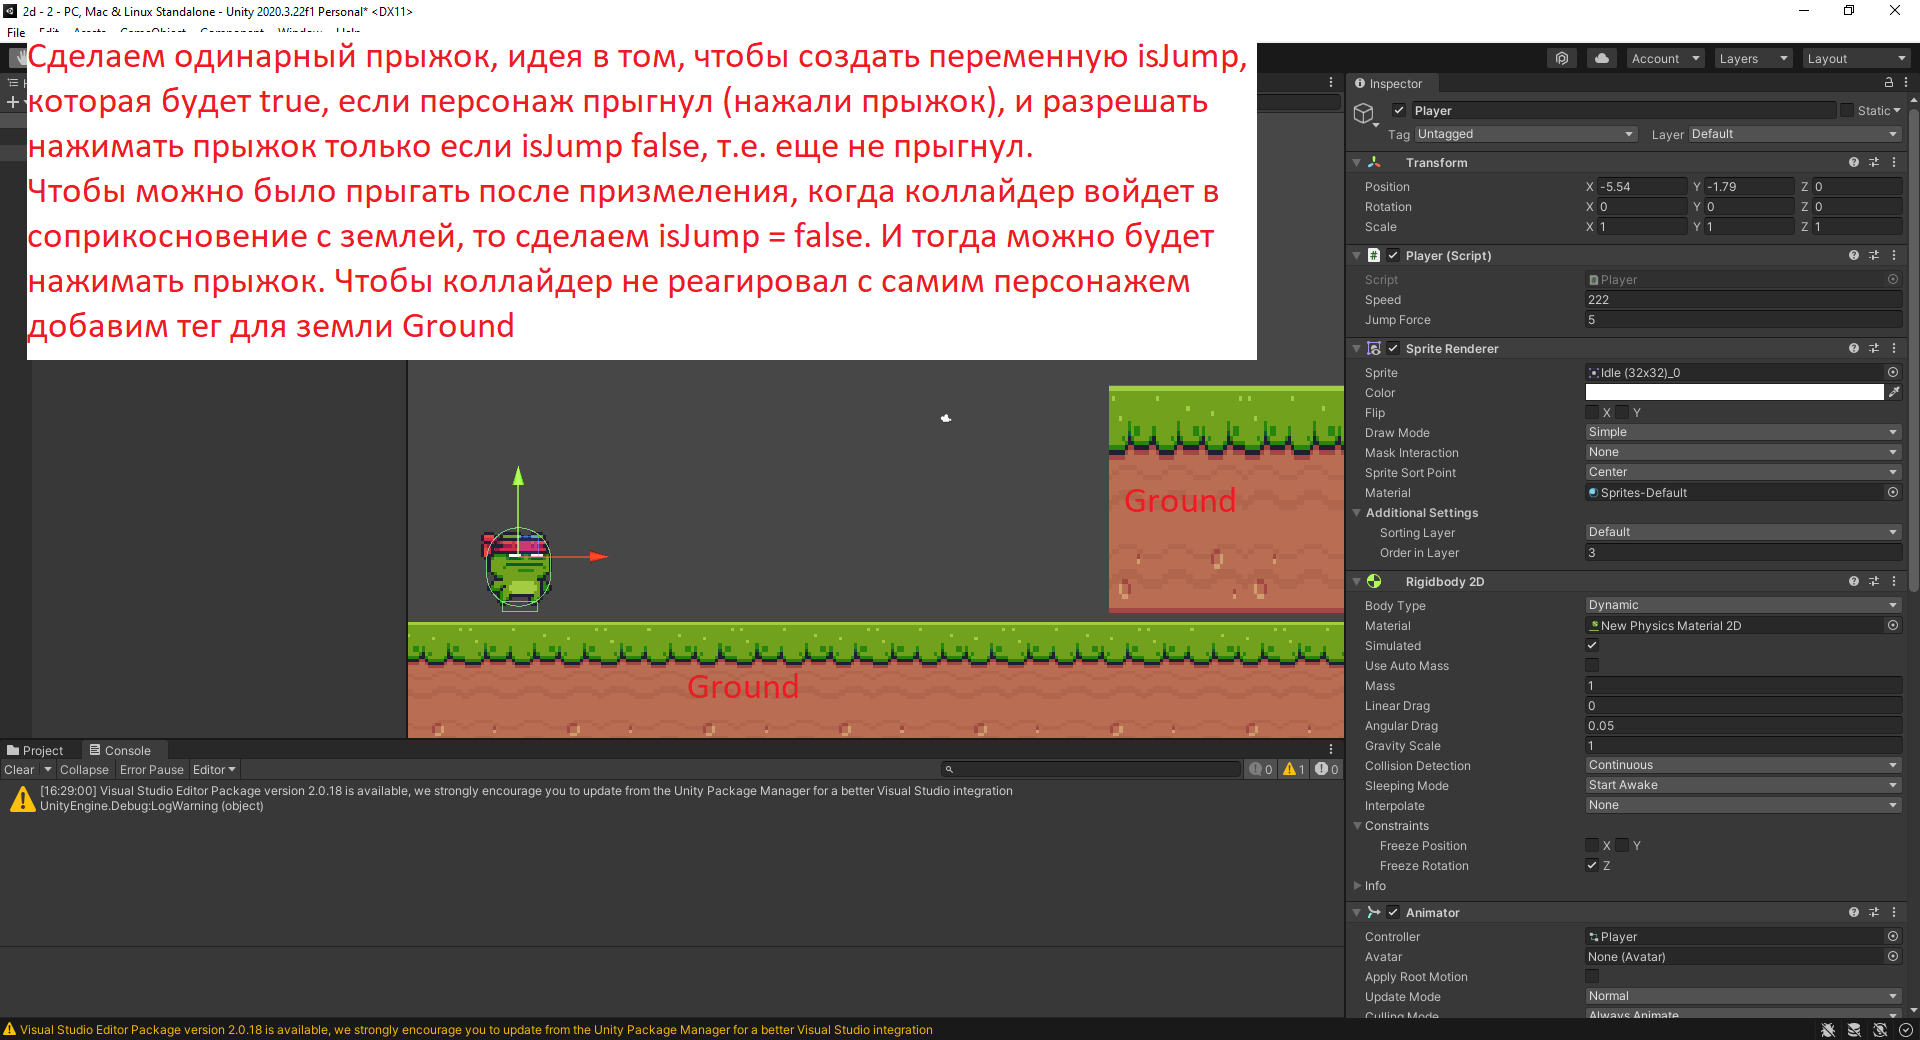 2d - 2 - PC, Mac & Linux Standalone - Unity 2020.3.22f1 Personal* <DX11>
File Edit Assets GameObject Component Window Help
Сделаем одинарный прыжок, идея в том, чтобы создать переменную isJump,
которая будет true, если персонаж прыгнул (нажали прыжок), и разрешать
нажимать прыжок только если isJump false, т.е. еще не прыгнул.
Чтобы можно было прыгать после призмеления, когда коллайдер войдет в
соприкосновение с землей, то сделаем isJump = false. И тогда можно будет
нажимать прыжок. Чтобы коллайдер не реагировал с самим персонажем
добавим тег для земли Ground
Ground
Ground
Account Layers Layout
Inspector
Player Static
Tag Untagged Layer Default
Transform
Position X -5.54 Y -1.79 Z 0
Rotation X 0 Y 0 Z 0
Scale X 1 Y 1 Z 1
Player (Script)
Script Player
Speed 222
Jump Force 5
Sprite Renderer
Sprite Idle (32x32)_0
Color
Flip X Y
Draw Mode Simple
Mask Interaction None
Sprite Sort Point Center
Material Sprites-Default
Additional Settings
Sorting Layer Default
Order in Layer 3
Rigidbody 2D
Body Type Dynamic
Material New Physics Material 2D
Simulated
Use Auto Mass
Mass 1
Linear Drag 0
Angular Drag 0.05
Gravity Scale 1
Collision Detection Continuous
Sleeping Mode Start Awake
Interpolate None
Constraints
Freeze Position X Y
Freeze Rotation Z
Info
Animator
Controller Player
Avatar None (Avatar)
Apply Root Motion
Update Mode Normal
Culling Mode Always Animate
Project Console
Clear Collapse Error Pause Editor 0 1 0
[16:29:00] Visual Studio Editor Package version 2.0.18 is available, we strongly encourage you to update from the Unity Package Manager for a better Visual Studio integration
UnityEngine.Debug:LogWarning (object)
Visual Studio Editor Package version 2.0.18 is available, we strongly encourage you to update from the Unity Package Manager for a better Visual Studio integration